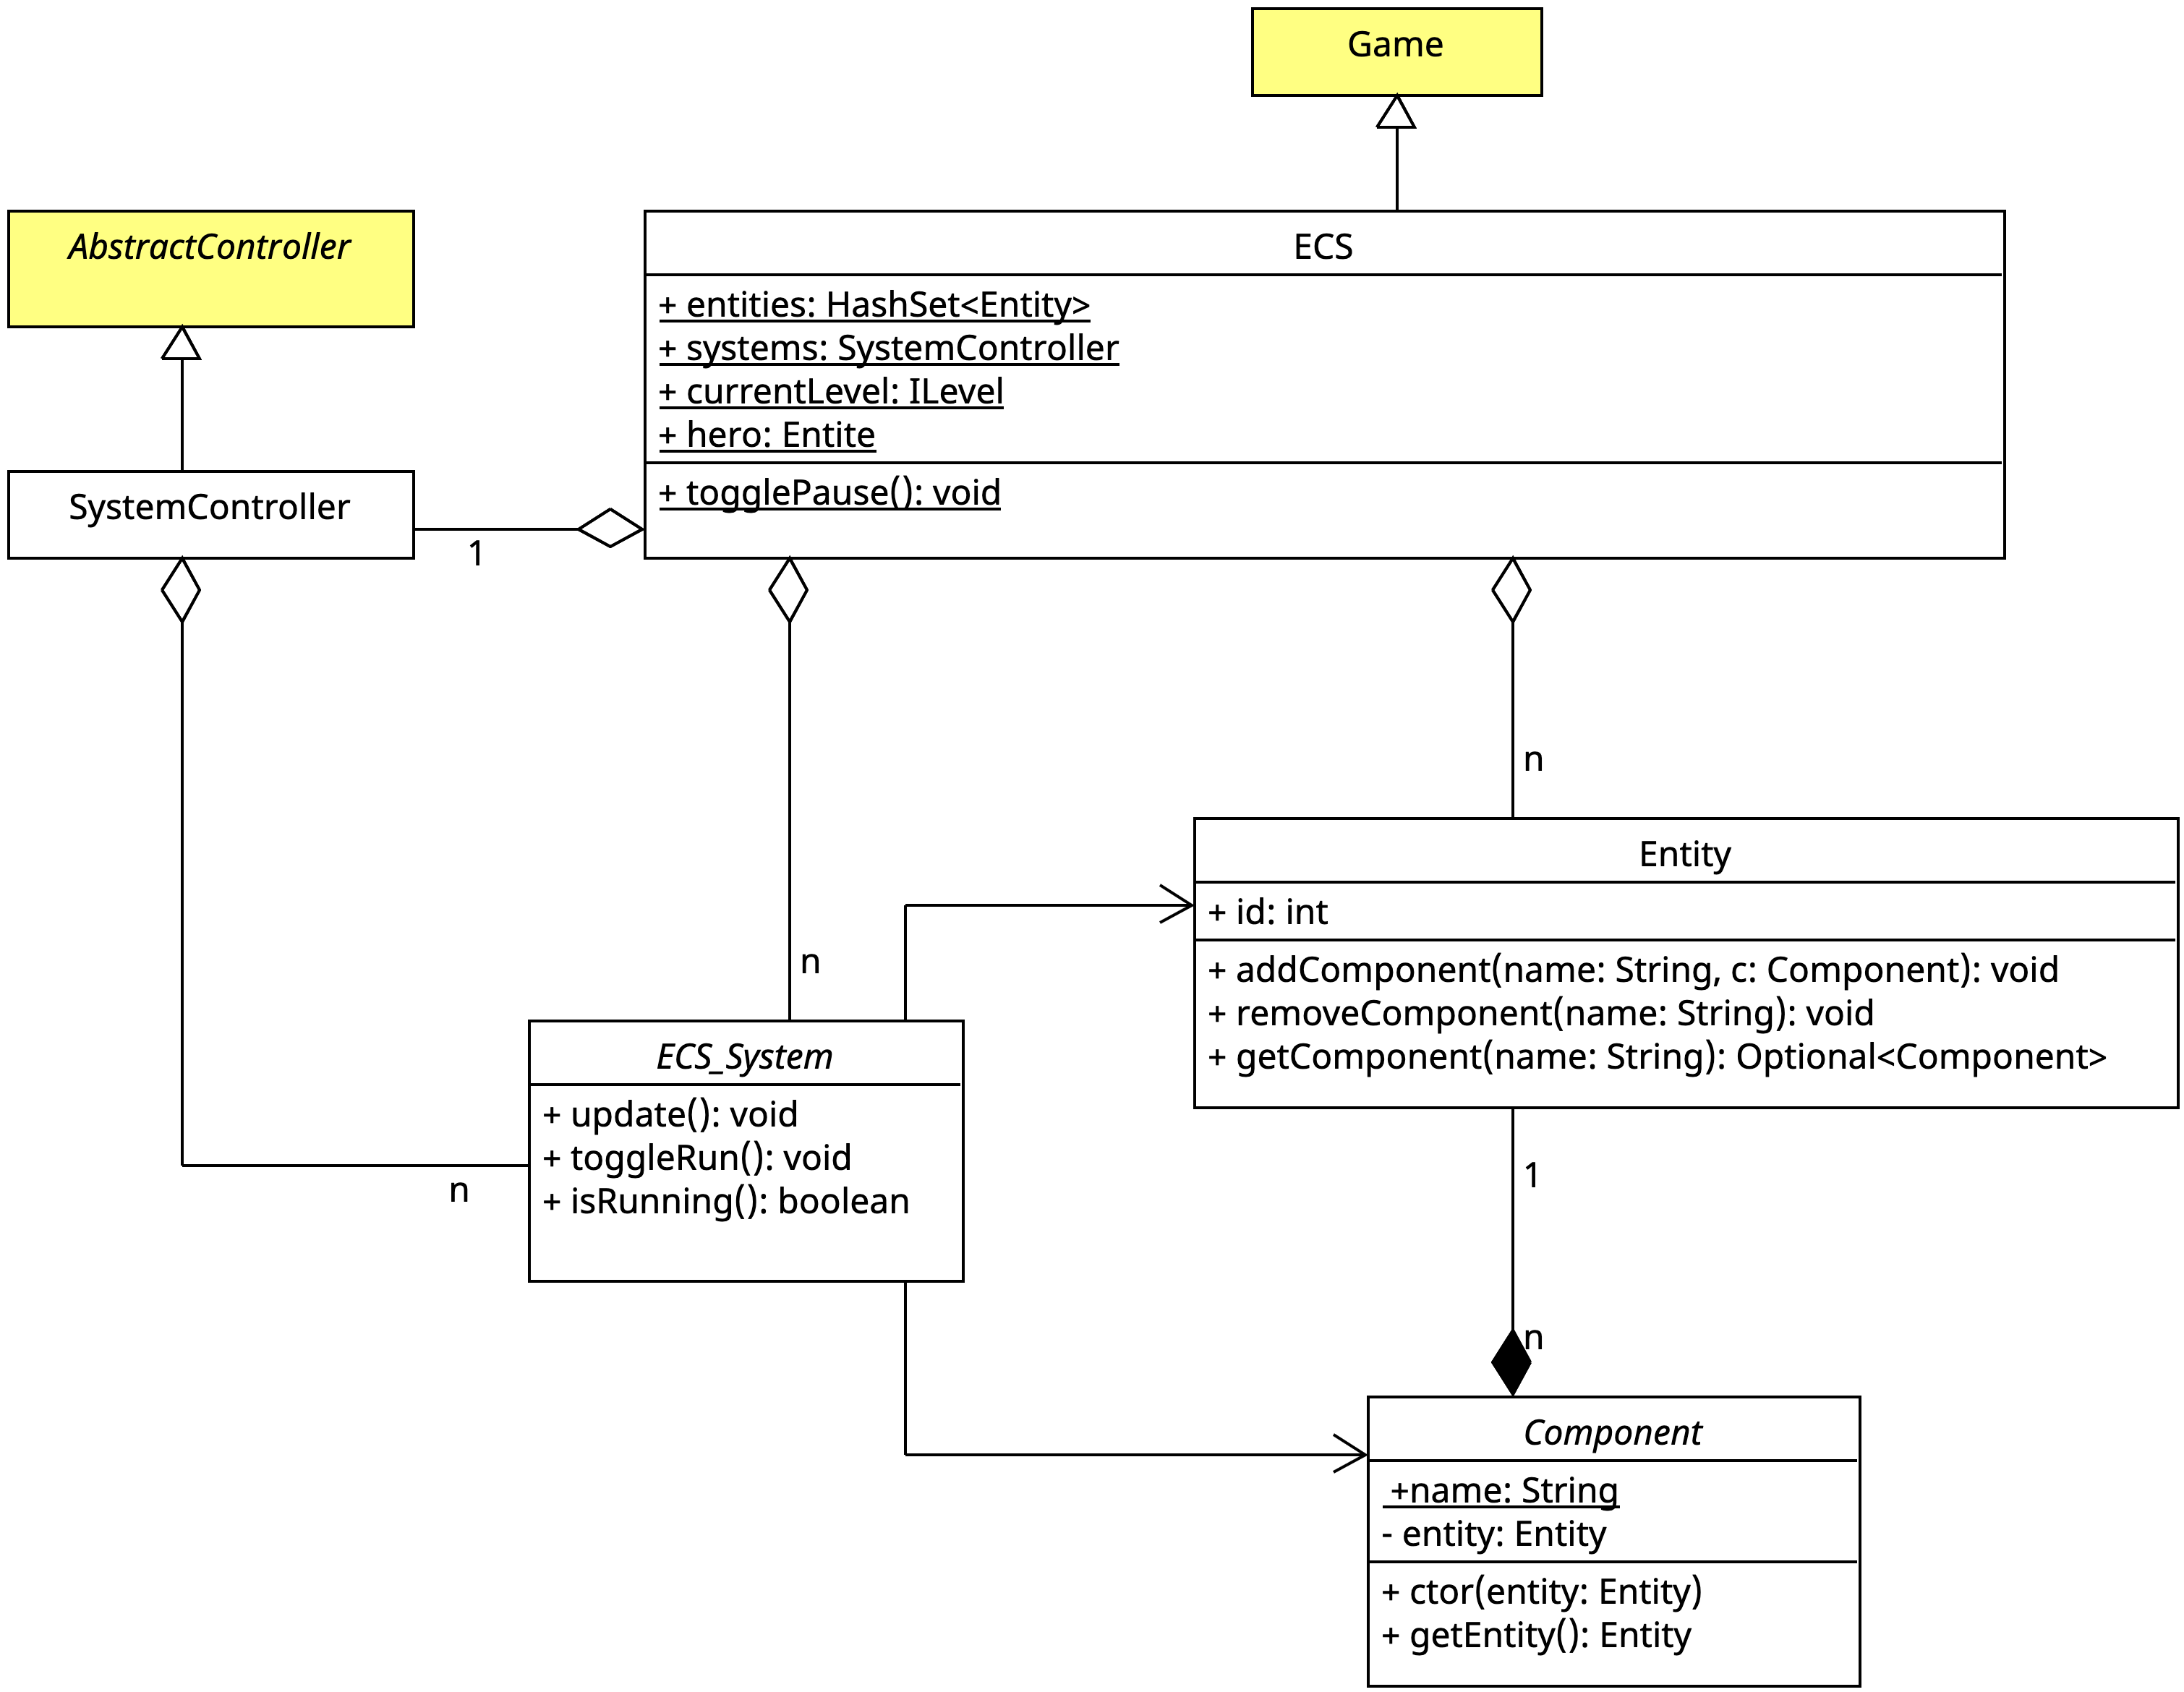 Game
AbstractController
ECS
+ entities: HashSet<Entity>
+ systems: SystemController
+ currentLevel: ILevel
+ hero: Entite
+ togglePause(): void
SystemController
1
n
n
Entity
+ id: int
+ addComponent(name: String, c: Component): void
+ removeComponent(name: String): void
+ getComponent(name: String): Optional<Component>
ECS_System
+ update(): void
+ toggleRun(): void
+ isRunning(): boolean
n
1
n
Component
+name: String
- entity: Entity
+ ctor(entity: Entity)
+ getEntity(): Entity